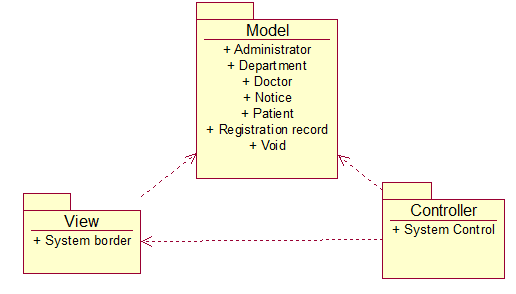 Model
+ Administrator
+ Department
+ Doctor
+ Notice
+ Patient
+ Registration record
+ Void
View
+ System border
Controller
+ System Control